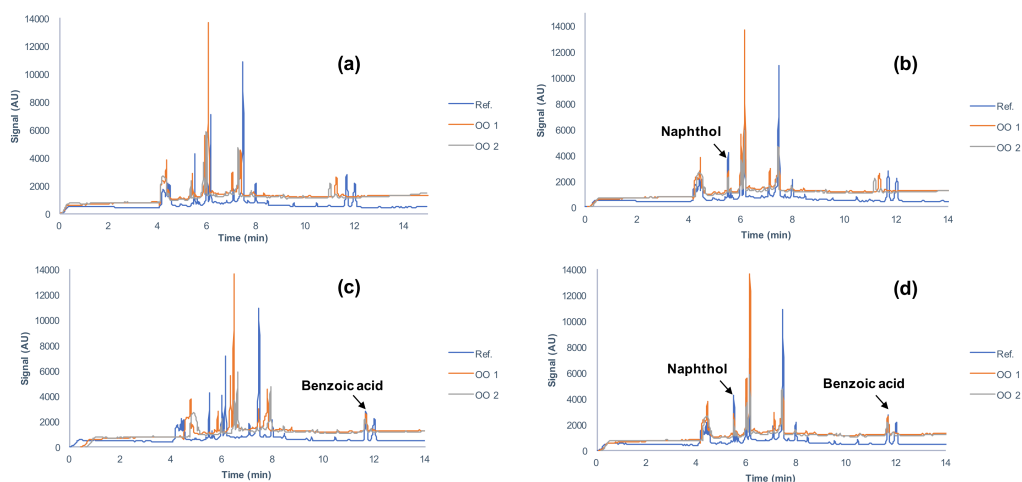 14000
12000
10000
8000
6000
4000
2000
0
Signal (AU)
0 2 4 6 8 10 12 14
Time (min)
(a)
Ref.
OO 1
OO 2
14000
12000
10000
8000
6000
4000
2000
0
Signal (AU)
0 2 4 6 8 10 12 14
Time (min)
(b)
Naphthol
Ref.
OO 1
OO 2
14000
12000
10000
8000
6000
4000
2000
0
Signal (AU)
0 2 4 6 8 10 12 14
Time (min)
(c)
Benzoic acid
Ref.
OO 1
OO 2
14000
12000
10000
8000
6000
4000
2000
0
Signal (AU)
0 2 4 6 8 10 12 14
Time (min)
(d)
Naphthol
Benzoic acid
Ref.
OO 1
OO 2